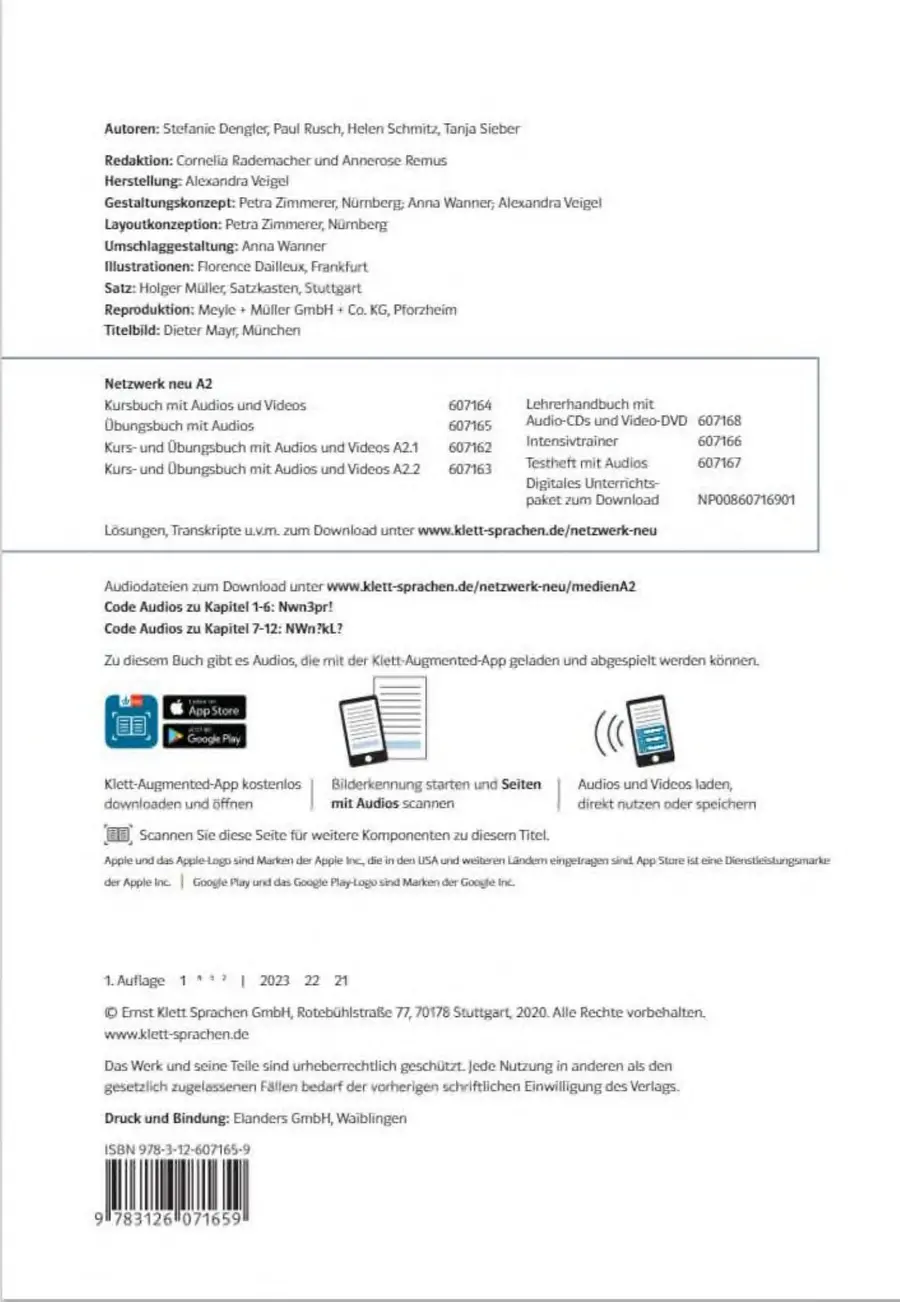 Autoren: Stefanie Dengler, Paul Rusch, Helen Schmitz, Tanja Sieber
Redaktion: Cornelia Rademacher und Annerose Remus
Herstellung: Alexandra Veigel
Gestaltungskonzept: Petra Zimmerer, Nürnberg; Anna Wanner; Alexandra Veigel
Layoutkonzeption: Petra Zimmerer, Nürnberg
Umschlaggestaltung: Anna Wanner
Illustrationen: Florence Dailleux, Frankfurt
Satz: Holger Müller, Satzkasten, Stuttgart
Reproduktion: Meyle + Müller GmbH + Co. KG, Pforzheim
Titelbild: Dieter Mayr, München
Netzwerk neu A2
Kursbuch mit Audios und Videos 607164
Übungsbuch mit Audios 607165
Kurs- und Übungsbuch mit Audios und Videos A2.1 607162
Kurs- und Übungsbuch mit Audios und Videos A2.2 607163
Lehrerhandbuch mit
Audio-CDs und Video-DVD 607168
Intensivtrainer 607166
Testheft mit Audios 607167
Digitales Unterrichts-
paket zum Download NP00860716901
Lösungen, Transkripte u.v.m. zum Download unter www.klett-sprachen.de/netzwerk-neu
Audiodateien zum Download unter www.klett-sprachen.de/netzwerk-neu/medienA2
Code Audios zu Kapitel 1-6: Nwn3pr!
Code Audios zu Kapitel 7-12: NWn?kL?
Zu diesem Buch gibt es Audios, die mit der Klett-Augmented-App geladen und abgespielt werden können.
App Store
Google Play
Klett-Augmented-App kostenlos
downloaden und öffnen
Bilderkennung starten und Seiten
mit Audios scannen
Audios und Videos laden,
direkt nutzen oder speichern
Scannen Sie diese Seite für weitere Komponenten zu diesem Titel.
Apple und das Apple-Logo sind Marken der Apple Inc., die in den USA und weiteren Ländern eingetragen sind. App Store ist eine Dienstleistungsmarke
der Apple Inc. | Google Play und das Google Play-Logo sind Marken der Google Inc.
1. Auflage 1 | 2023 22 21
© Ernst Klett Sprachen GmbH, Rotebühlstraße 77, 70178 Stuttgart, 2020. Alle Rechte vorbehalten.
www.klett-sprachen.de
Das Werk und seine Teile sind urheberrechtlich geschützt. Jede Nutzung in anderen als den
gesetzlich zugelassenen Fällen bedarf der vorherigen schriftlichen Einwilligung des Verlags.
Druck und Bindung: Elanders GmbH, Waiblingen
ISBN 978-3-12-607165-9
9 783126 071659